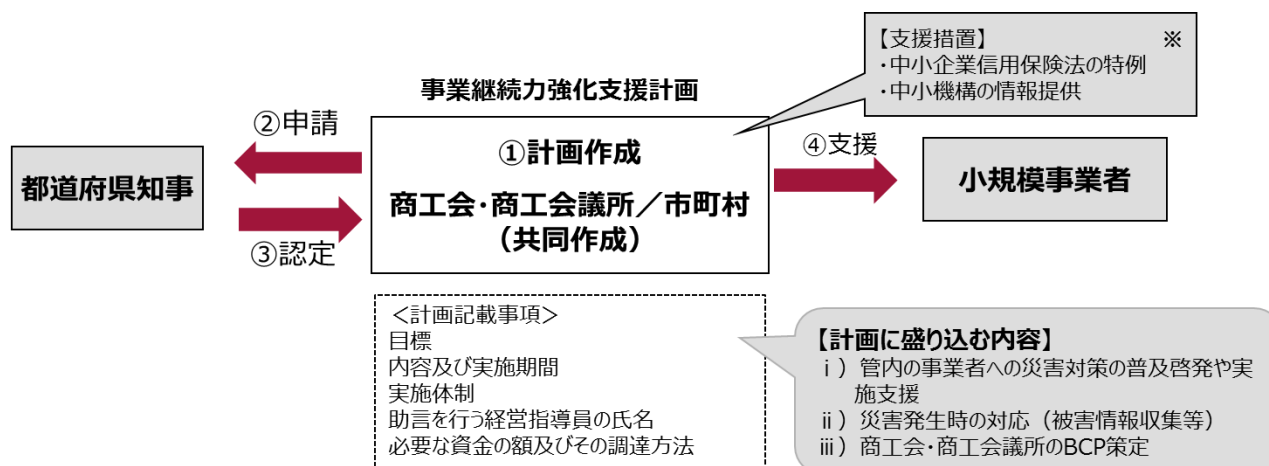 【支援措置】 ※
・中小企業信用保険法の特例
・中小機構の情報提供
事業継続力強化支援計画
②申請
①計画作成
④支援
都道府県知事
商工会・商工会議所／市町村
（共同作成）
小規模事業者
③認定
＜計画記載事項＞
目標
内容及び実施期間
実施体制
助言を行う経営指導員の氏名
必要な資金の額及びその調達方法
【計画に盛り込む内容】
ⅰ）管内の事業者への災害対策の普及啓発や実
施支援
ⅱ）災害発生時の対応（被害情報収集等）
ⅲ）商工会・商工会議所のBCP策定